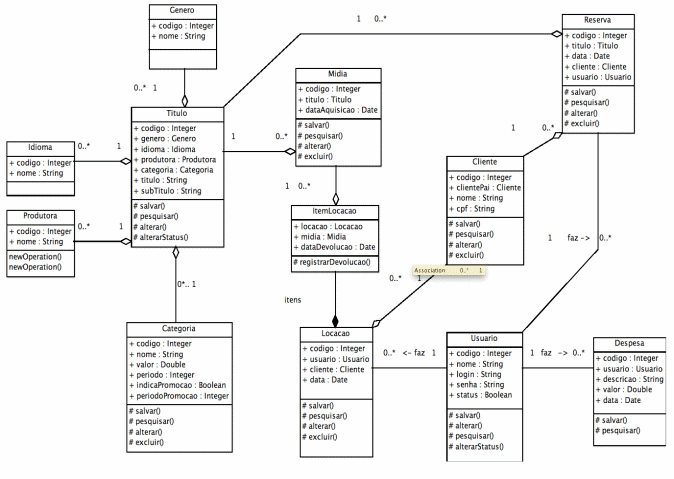 Genero
+ codigo : Integer
+ nome : String
0..* 1
1 0..*
Reserva
+ codigo : Integer
+ titulo : Titulo
+ data : Date
+ cliente : Cliente
+ usuario : Usuario
# salvar()
# pesquisar()
# alterar()
# excluir()
Midia
+ codigo : Integer
+ titulo : Titulo
+ dataAquisicao : Date
# salvar()
# pesquisar()
# alterar()
# excluir()
Titulo
+ codigo : Integer
+ genero : Genero
+ idioma : Idioma
+ produtora : Produtora
+ categoria : Categoria
+ titulo : String
+ subTitulo : String
# salvar()
# pesquisar()
# alterar()
# alterarStatus()
1 0..*
1 0..*
Idioma
+ codigo : Integer
+ nome : String
0..* 1
Produtora
+ codigo : Integer
+ nome : String
newOperation()
newOperation()
0..* 1
Cliente
+ codigo : Integer
+ clientePai : Cliente
+ nome : String
+ cpf : String
# salvar()
# pesquisar()
# alterar()
# excluir()
1 0..*
ItemLocacao
+ locacao : Locacao
+ midia : Midia
+ dataDevolucao : Date
# registrarDevolucao()
1 faz -> 0..*
Association 0..* 1
0..* 1
0*.. 1
itens
Categoria
+ codigo : Integer
+ nome : String
+ valor : Double
+ periodo : Integer
+ indicaPromocao : Boolean
+ periodoPromocao : Integer
# salvar()
# pesquisar()
# alterar()
# excluir()
Locacao
+ codigo : Integer
+ usuario : Usuario
+ cliente : Cliente
+ data : Date
# salvar()
# pesquisar()
# alterar()
# excluir()
0..* <- faz 1
Usuario
+ codigo : Integer
+ nome : String
+ login : String
+ senha : String
+ status : Boolean
# salvar()
# alterar()
# pesquisar()
# alterarStatus()
1 faz -> 0..*
Despesa
+ codigo : Integer
+ usuario : Usuario
+ descricao : String
+ valor : Double
+ data : Date
# salvar()
# pesquisar()